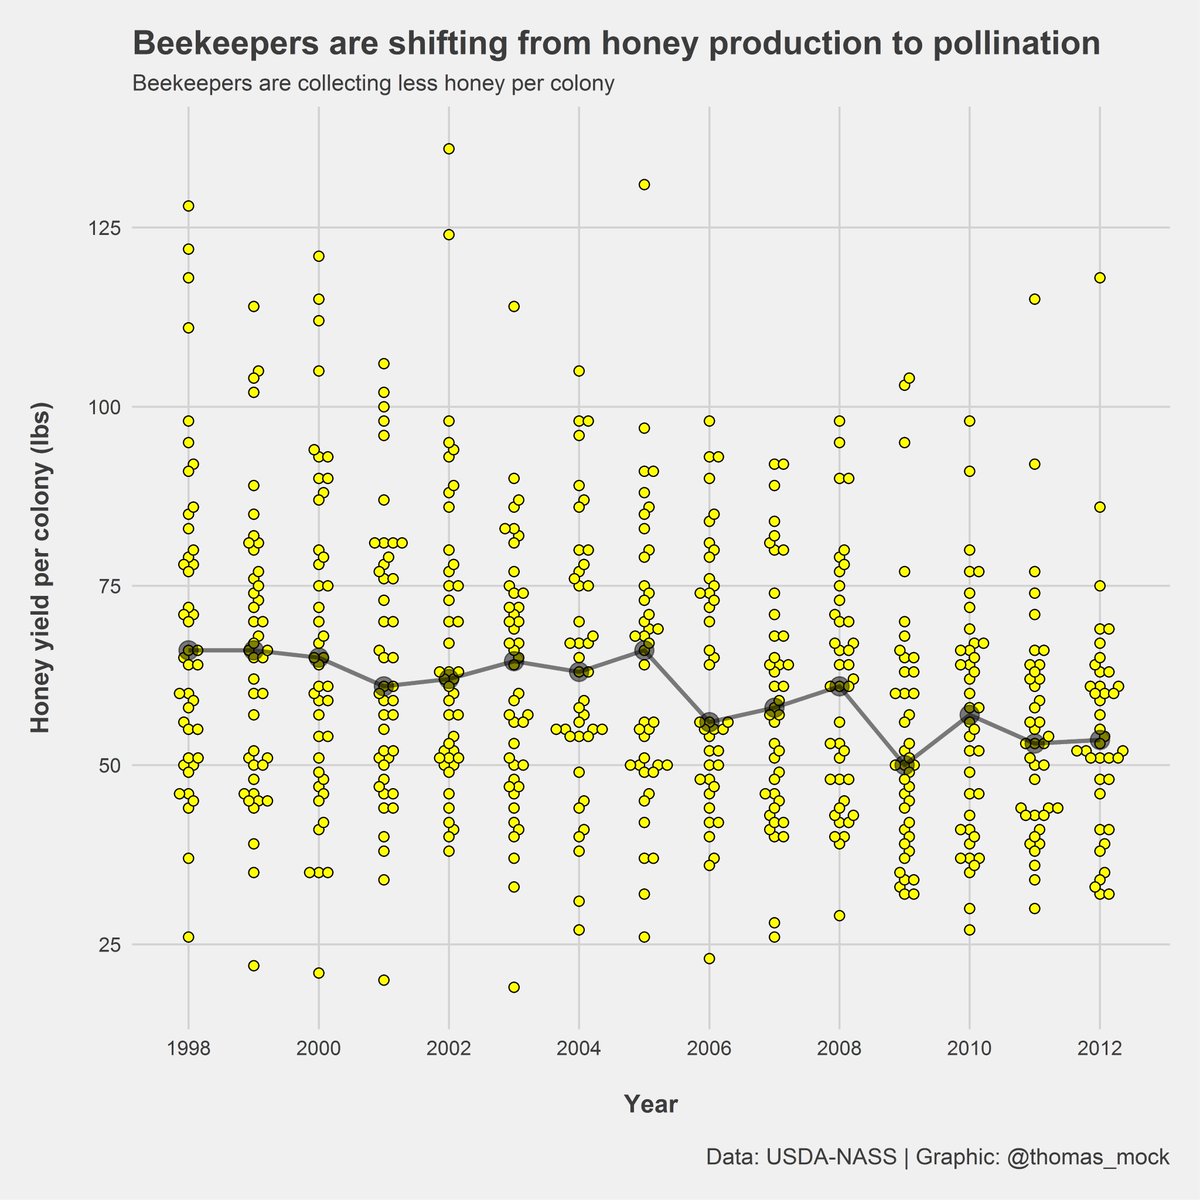 Beekeepers are shifting from honey production to pollination
Beekeepers are collecting less honey per colony
Honey yield per colony (lbs)
125
100
75
50
25
1998 2000 2002 2004 2006 2008 2010 2012
Year
Data: USDA-NASS | Graphic: @thomas_mock